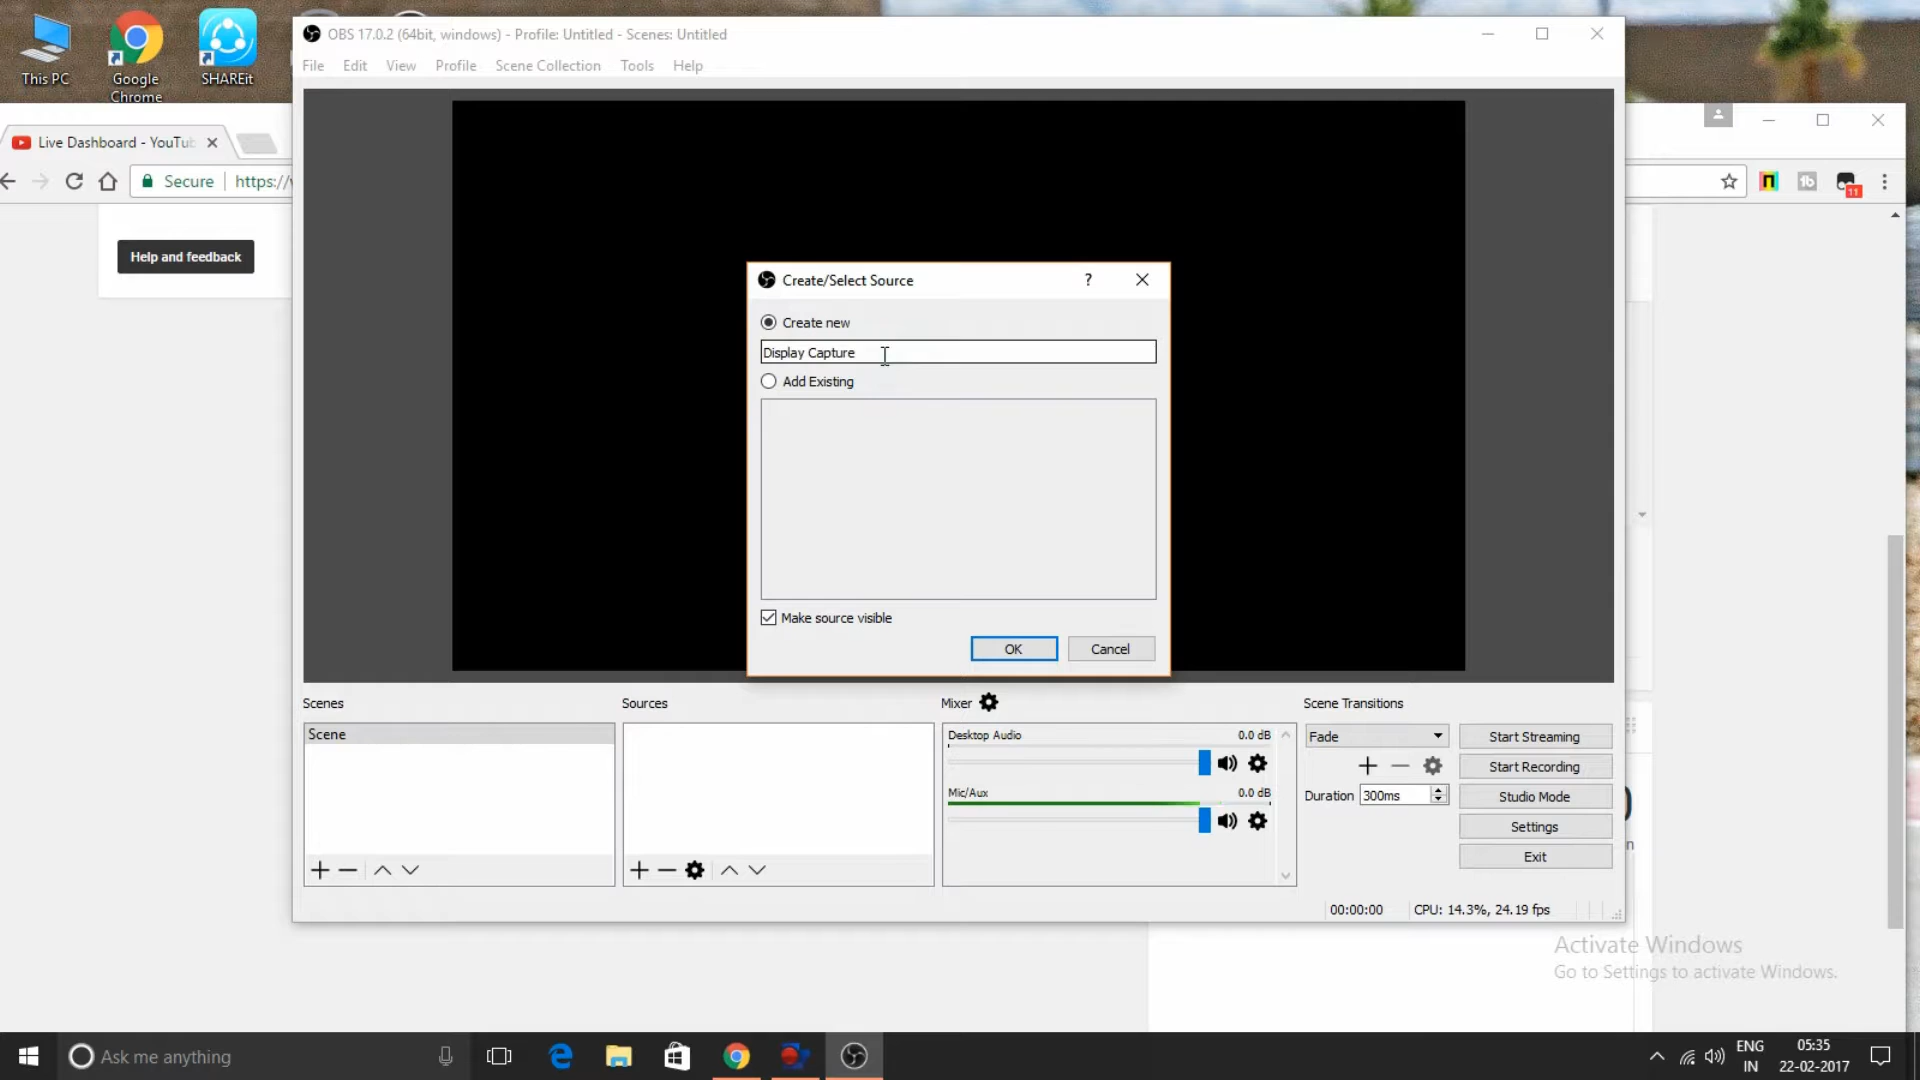 This PC
Google
Chrome
SHAREit
OBS 17.0.2 (64bit, windows) - Profile: Untitled - Scenes: Untitled
File Edit View Profile Scene Collection Tools Help
Live Dashboard - YouTu
Secure https://
11
Help and feedback
Create/Select Source
?
Create new
Display Capture
Add Existing
Make source visible
OK Cancel
Scenes
Scene
Sources
Mixer
Desktop Audio 0.0 dB
Mic/Aux 0.0 dB
Scene Transitions
Fade
Duration 300ms
Start Streaming
Start Recording
Studio Mode
Settings
Exit
00:00:00 CPU: 14.3%, 24.19 fps
Activate Windows
Go to Settings to activate Windows.
Ask me anything
ENG
IN
05:35
22-02-2017